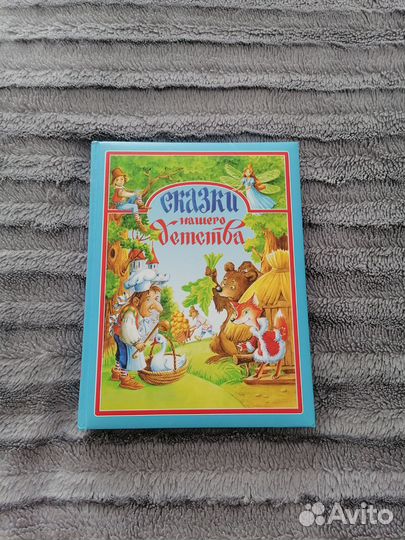 Сказки
нашего
детства
Avito